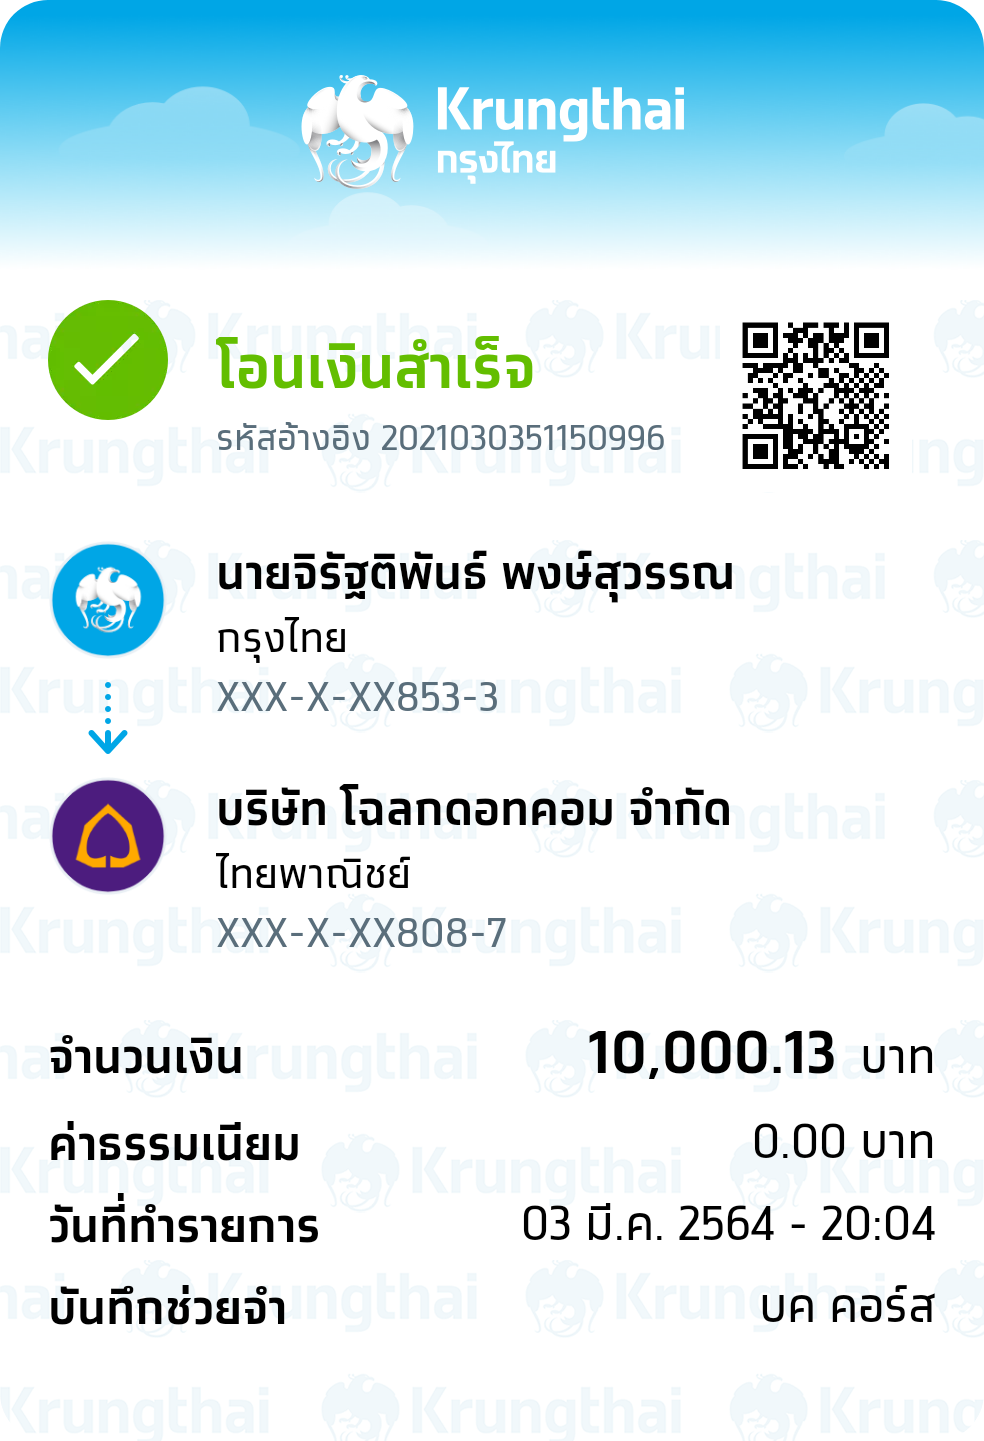 Krungthai
กรุงไทย
โอนเงินสำเร็จ
รหัสอ้างอิง 2021030351150996
นายจิรัฐติพันธ์ พงษ์สุวรรณ
กรุงไทย
XXX-X-XX853-3
บริษัท โฉลกดอทคอม จำกัด
ไทยพาณิชย์
XXX-X-XX808-7
จำนวนเงิน 10,000.13 บาท
ค่าธรรมเนียม 0.00 บาท
วันที่ทำรายการ 03 มี.ค. 2564 - 20:04
บันทึกช่วยจำ บค คอร์ส